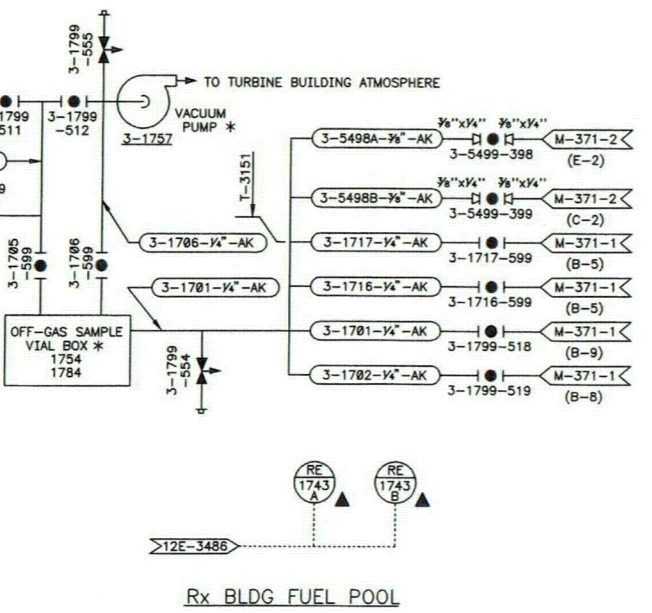 3-1799
-555
TO TURBINE BUILDING ATMOSPHERE
1799
511
3-1799
-512
VACUUM
PUMP *
3-1757
9
T-3151
3-1705
-599
3-1706
-599
3-1706-¼"-AK
3-1701-¼"-AK
OFF-GAS SAMPLE
VIAL BOX *
1754
1784
3-1799
-554
3-5498A-⅜"-AK
⅜"x¼" ⅜"x¼"
3-5499-398
M-371-2
(E-2)
3-5498B-⅜"-AK
⅜"x¼" ⅜"x¼"
3-5499-399
M-371-2
(C-2)
3-1717-¼"-AK
3-1717-599
M-371-1
(B-5)
3-1716-¼"-AK
3-1716-599
M-371-1
(B-5)
3-1701-¼"-AK
3-1799-518
M-371-1
(B-9)
3-1702-¼"-AK
3-1799-519
M-371-1
(B-8)
RE
1743
A
RE
1743
B
12E-3486
Rx BLDG FUEL POOL